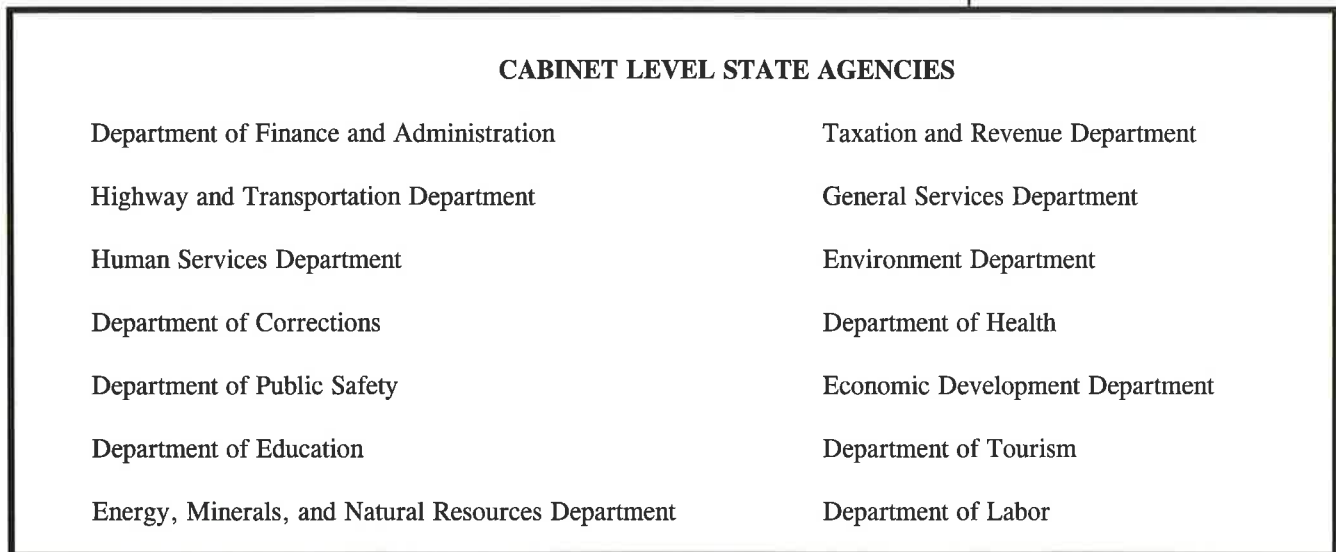 CABINET LEVEL STATE AGENCIES
Department of Finance and Administration
Highway and Transportation Department
Human Services Department
Department of Corrections
Department of Public Safety
Department of Education
Energy, Minerals, and Natural Resources Department
Taxation and Revenue Department
General Services Department
Environment Department
Department of Health
Economic Development Department
Department of Tourism
Department of Labor